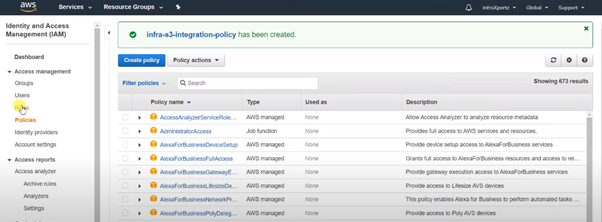 aws Services Resource Groups infraXpertz Global Support
Identity and Access
Management (IAM)
Dashboard
Access management
Groups
Users
Roles
Policies
Identity providers
Account settings
Access reports
Access analyzer
Archive rules
Analyzers
Settings
infra-s3-integration-policy has been created.
Create policy Policy actions
Filter policies Search Showing 673 results
Policy name Type Used as Description
AccessAnalyzerServiceRole... AWS managed None Allow Access Analyzer to analyze resource metadata
AdministratorAccess Job function None Provides full access to AWS services and resources.
AlexaForBusinessDeviceSetup AWS managed None Provide device setup access to AlexaForBusiness services
AlexaForBusinessFullAccess AWS managed None Grants full access to AlexaForBusiness resources and access to rel...
AlexaForBusinessGatewayE... AWS managed None Provide gateway execution access to AlexaForBusiness services
AlexaForBusinessLifesizeDe... AWS managed None Provide access to Lifesize AVS devices
AlexaForBusinessNetworkPr... AWS managed None This policy enables Alexa for Business to perform automated tasks ...
AlexaForBusinessPolyDeleg... AWS managed None Provide access to Poly AVS devices